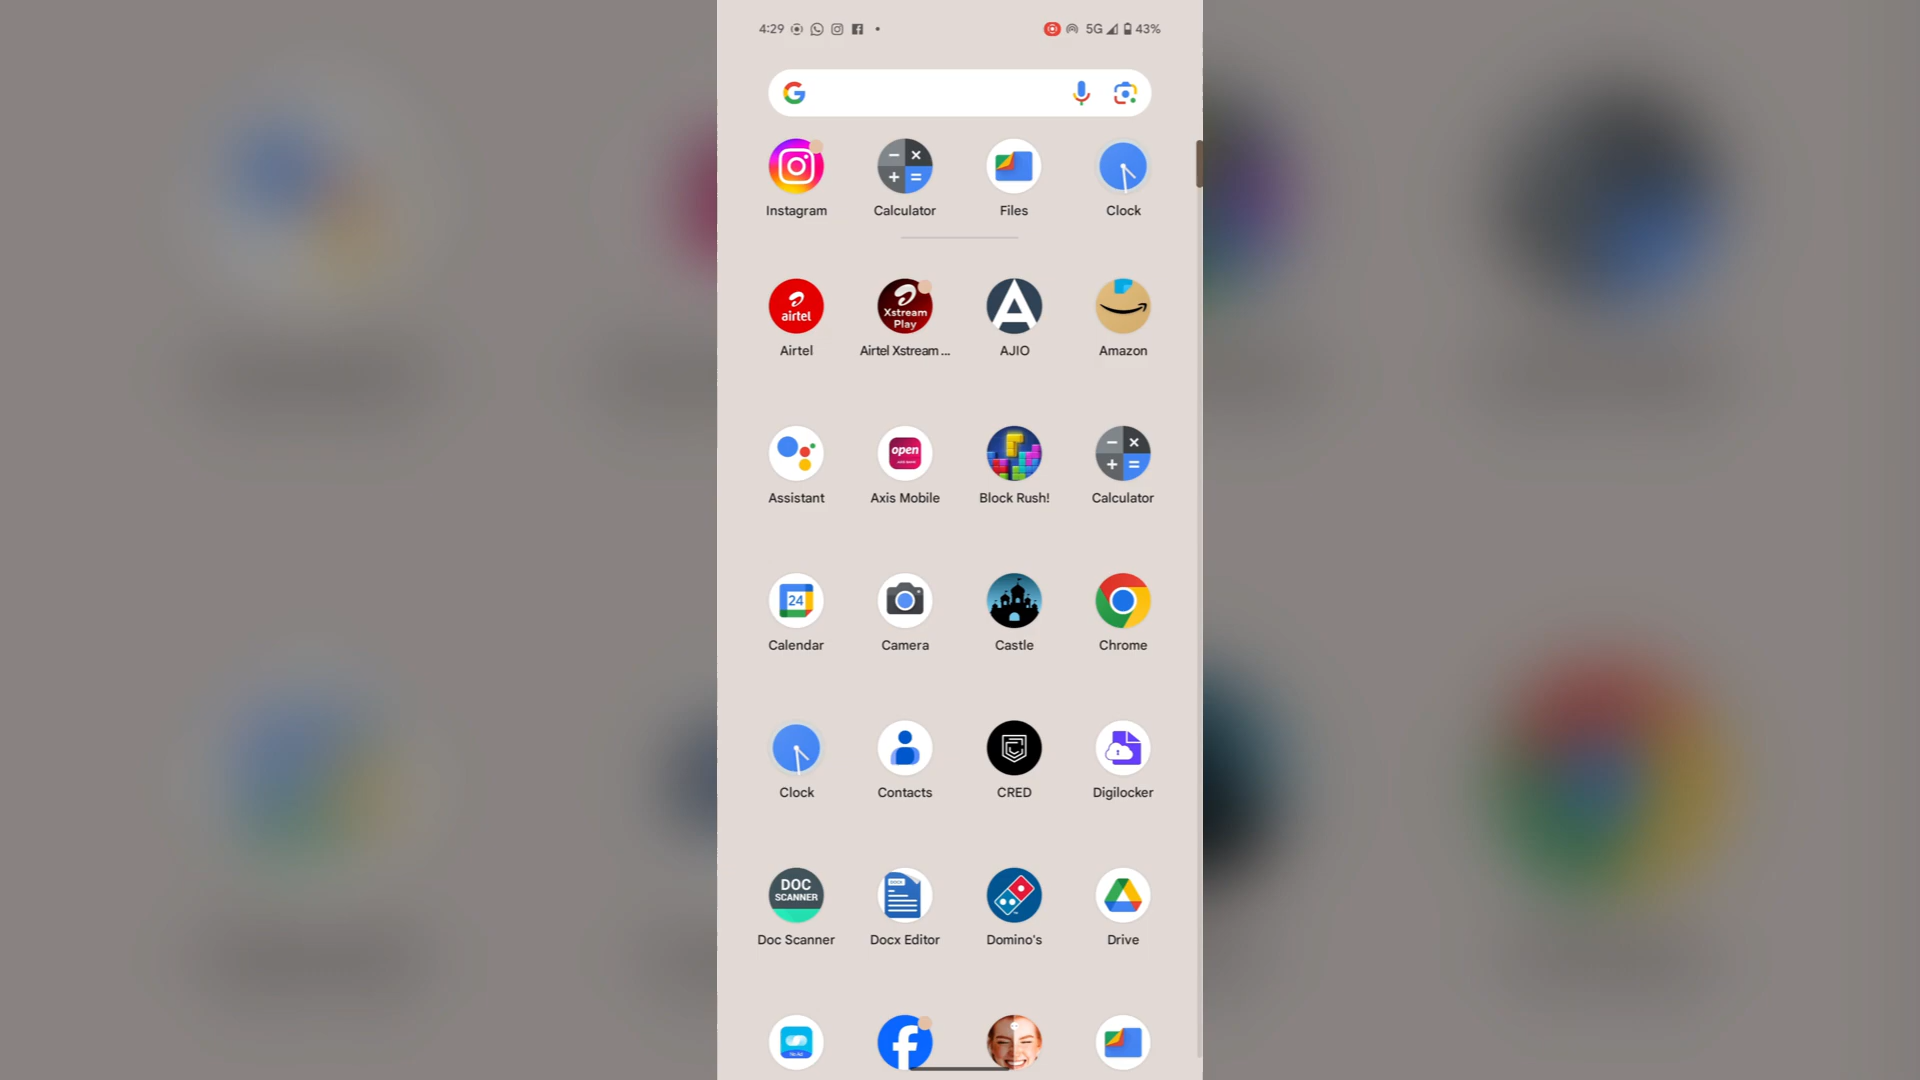 4:29 5G 43%
Instagram Calculator Files Clock
airtel Xstream Play
Airtel Airtel Xstream ... AJIO Amazon
open
Assistant Axis Mobile Block Rush! Calculator
24
Calendar Camera Castle Chrome
Clock Contacts CRED Digilocker
DOC SCANNER DOCX
Doc Scanner Docx Editor Domino's Drive